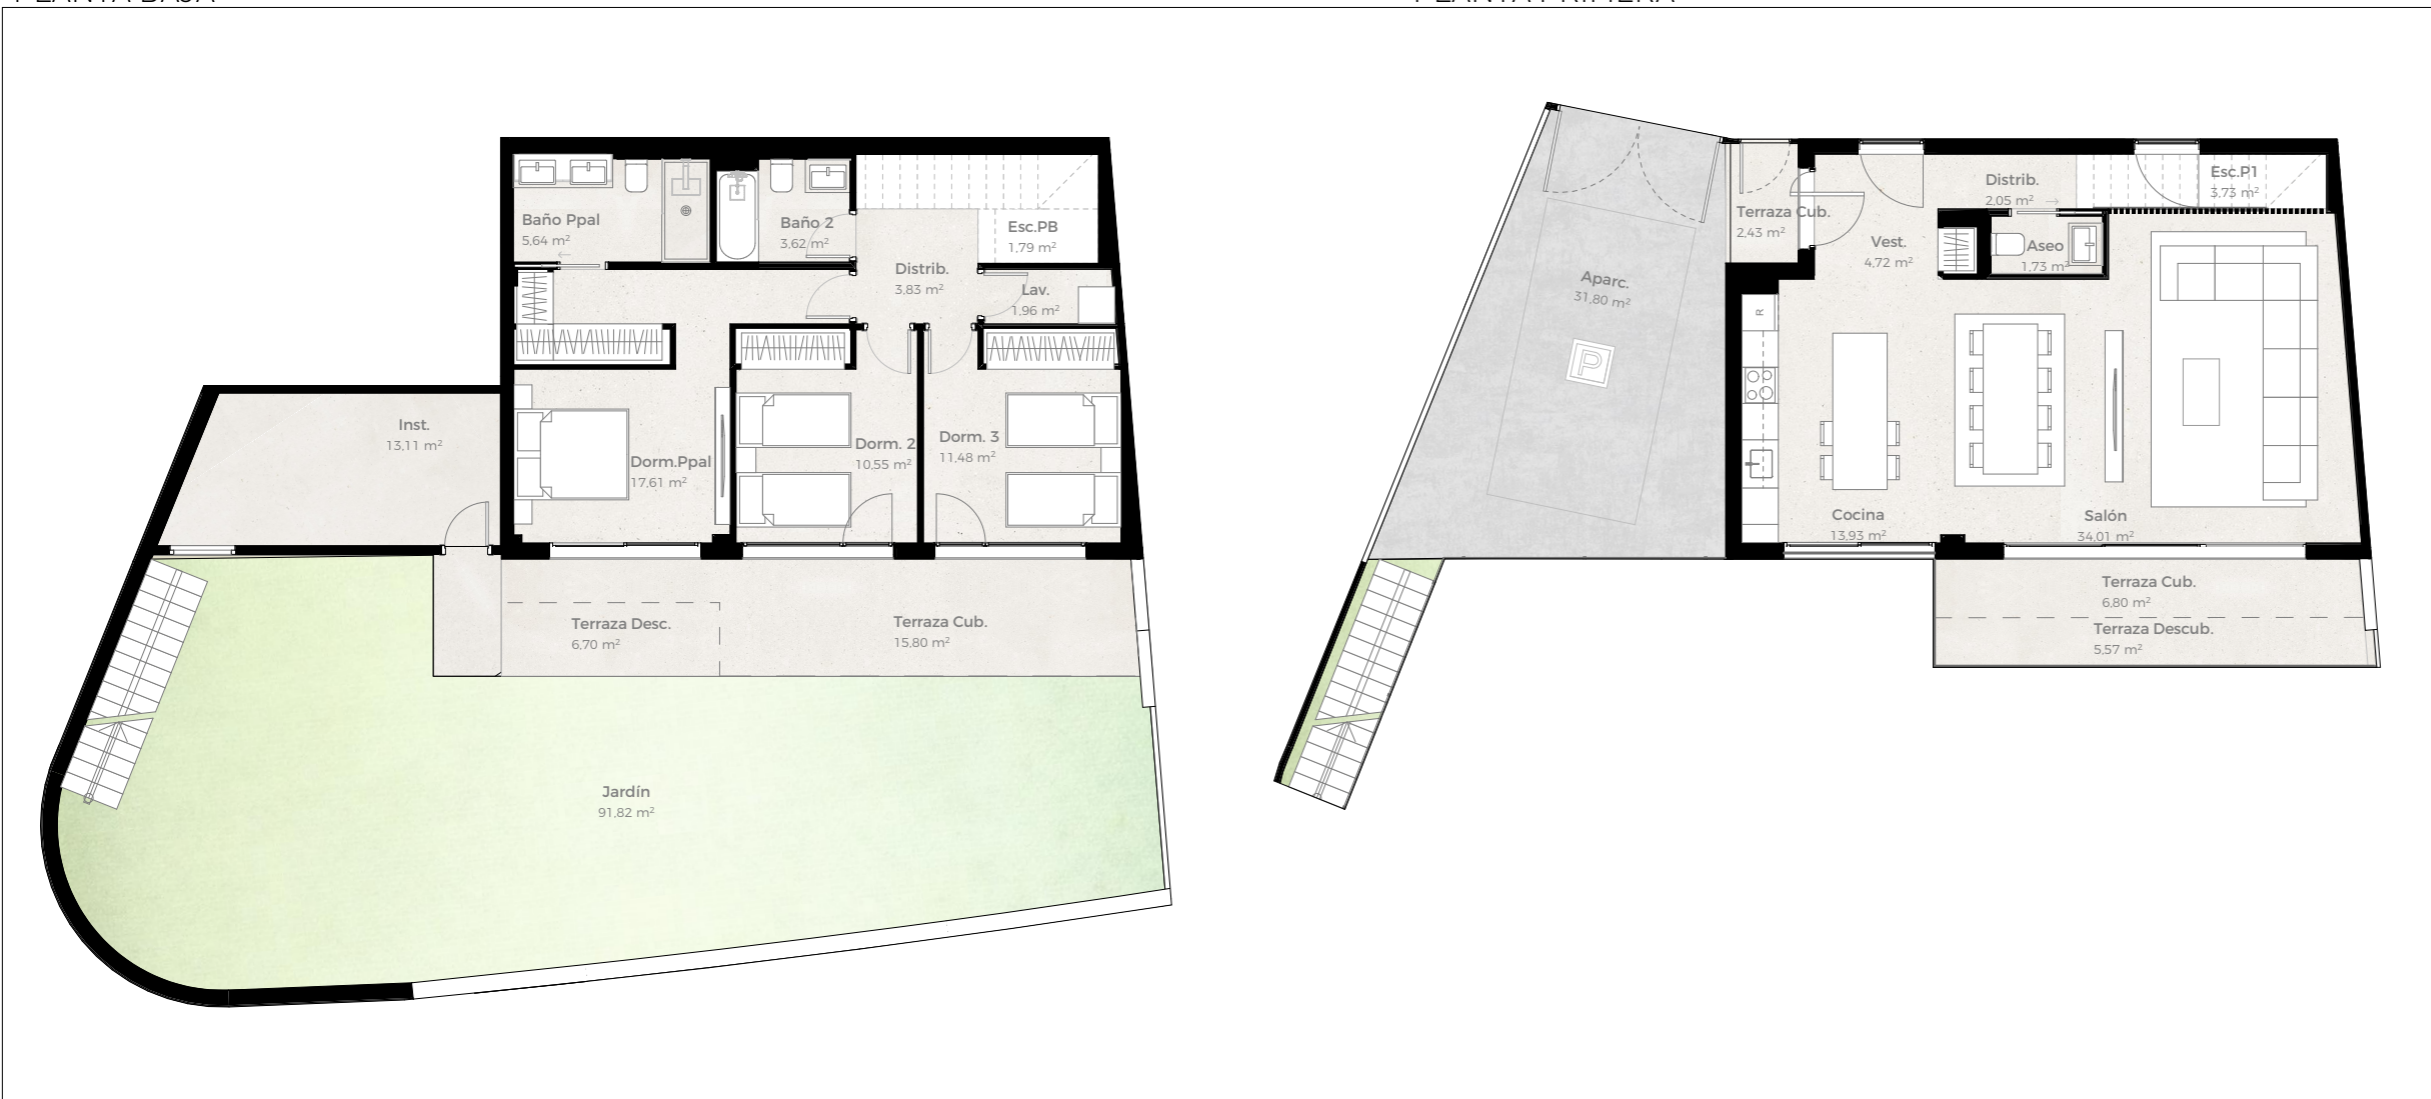 PLANTA BAJA
PLANTA PRIMERA
Baño Ppal
5,64 m²
Baño 2
3,62 m²
Esc.PB
1,79 m²
Distrib.
3,83 m²
Lav.
1,96 m²
Inst.
13,11 m²
Dorm.Ppal
17,61 m²
Dorm. 2
10,55 m²
Dorm. 3
11,48 m²
Terraza Desc.
6,70 m²
Terraza Cub.
15,80 m²
Jardín
91,82 m²
Aparc.
31,80 m²
P
Terraza Cub.
2,43 m²
Vest.
4,72 m²
Distrib.
2,05 m²
Esc.P1
3,73 m²
Aseo
1,73 m²
R
Cocina
13,93 m²
Salón
34,01 m²
Terraza Cub.
6,80 m²
Terraza Descub.
5,57 m²